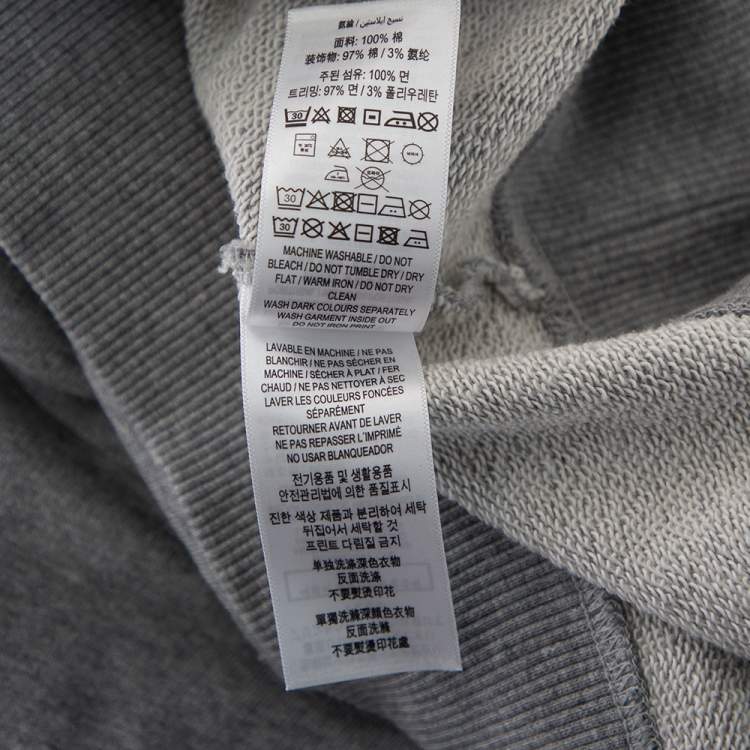 氨綸 / نسيج ايلاستين
面料: 100% 棉
装饰物: 97% 棉 / 3% 氨纶
주된 섬유: 100% 면
트리밍: 97% 면 / 3% 폴리우레탄
30
30
30
MACHINE WASHABLE / DO NOT
BLEACH / DO NOT TUMBLE DRY / DRY
FLAT / WARM IRON / DO NOT DRY
CLEAN
WASH DARK COLOURS SEPARATELY
WASH GARMENT INSIDE OUT
DO NOT IRON PRINT
LAVABLE EN MACHINE / NE PAS
BLANCHIR / NE PAS SÉCHER EN
MACHINE / SÉCHER À PLAT / FER
CHAUD / NE PAS NETTOYER À SEC
LAVER LES COULEURS FONCÉES
SÉPARÉMENT
RETOURNER AVANT DE LAVER
NE PAS REPASSER L'IMPRIMÉ
NO USAR BLANQUEADOR
전기용품 및 생활용품
안전관리법에 의한 품질표시
진한 색상 제품과 분리하여 세탁
뒤집어서 세탁할 것
프린트 다림질 금지
单独洗涤深色衣物
反面洗涤
不要熨烫印花
單獨洗滌深顏色衣物
反面洗滌
不要熨燙印花處